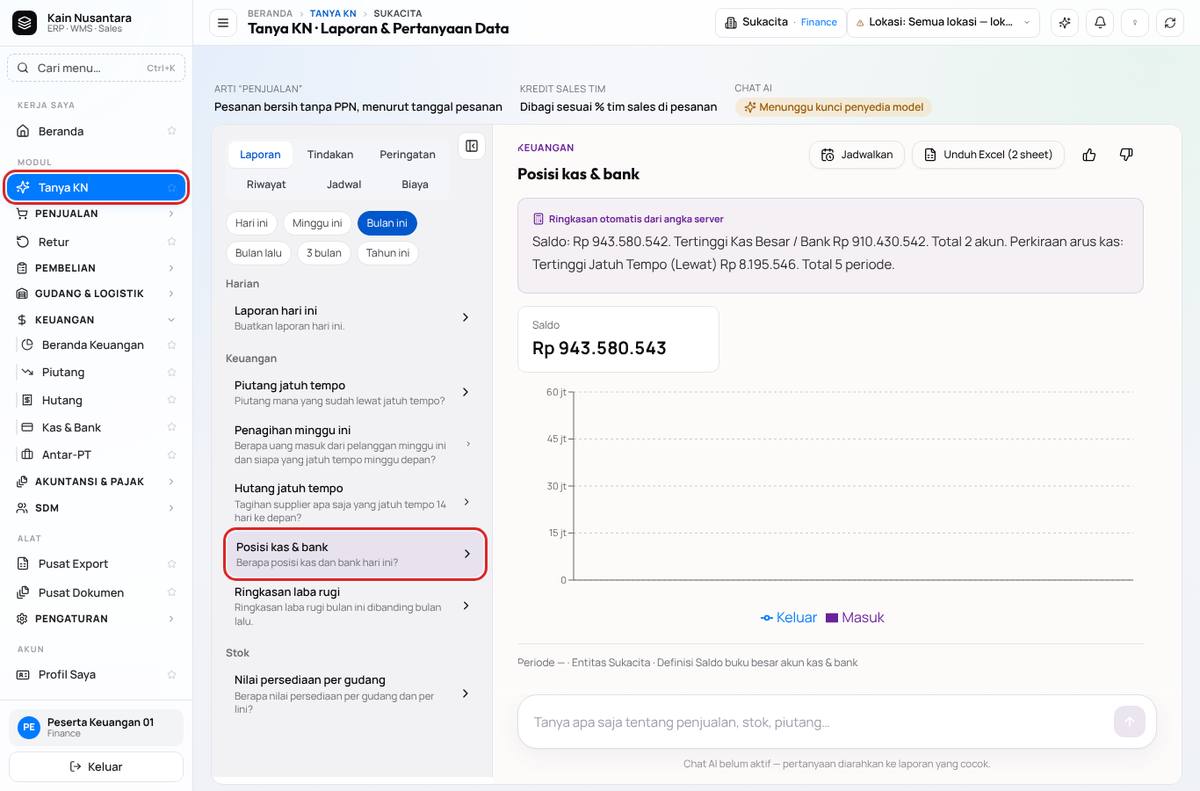 Kain Nusantara
ERP · WMS · Sales
Cari menu...
Ctrl+K
KERJA SAYA
Beranda
MODUL
Tanya KN
PENJUALAN
Retur
PEMBELIAN
GUDANG & LOGISTIK
KEUANGAN
Beranda Keuangan
Piutang
Hutang
Kas & Bank
Antar-PT
AKUNTANSI & PAJAK
SDM
ALAT
Pusat Export
Pusat Dokumen
PENGATURAN
AKUN
Profil Saya
PE
Peserta Keuangan 01
Finance
Keluar
BERANDA › TANYA KN › SUKACITA
Tanya KN · Laporan & Pertanyaan Data
Sukacita · Finance
Lokasi: Semua lokasi — lok...
ARTI "PENJUALAN"
Pesanan bersih tanpa PPN, menurut tanggal pesanan
KREDIT SALES TIM
Dibagi sesuai % tim sales di pesanan
CHAT AI
Menunggu kunci penyedia model
Laporan
Tindakan
Peringatan
Riwayat
Jadwal
Biaya
Hari ini
Minggu ini
Bulan ini
Bulan lalu
3 bulan
Tahun ini
Harian
Laporan hari ini
Buatkan laporan hari ini.
Keuangan
Piutang jatuh tempo
Piutang mana yang sudah lewat jatuh tempo?
Penagihan minggu ini
Berapa uang masuk dari pelanggan minggu ini
dan siapa yang jatuh tempo minggu depan?
Hutang jatuh tempo
Tagihan supplier apa saja yang jatuh tempo 14
hari ke depan?
Posisi kas & bank
Berapa posisi kas dan bank hari ini?
Ringkasan laba rugi
Ringkasan laba rugi bulan ini dibanding bulan
lalu.
Stok
Nilai persediaan per gudang
Berapa nilai persediaan per gudang dan per
lini?
KEUANGAN
Posisi kas & bank
Jadwalkan
Unduh Excel (2 sheet)
Ringkasan otomatis dari angka server
Saldo: Rp 943.580.542. Tertinggi Kas Besar / Bank Rp 910.430.542. Total 2 akun. Perkiraan arus kas:
Tertinggi Jatuh Tempo (Lewat) Rp 8.195.546. Total 5 periode.
Saldo
Rp 943.580.543
60 jt
45 jt
30 jt
15 jt
0
Keluar
Masuk
Periode — · Entitas Sukacita · Definisi Saldo buku besar akun kas & bank
Tanya apa saja tentang penjualan, stok, piutang...
Chat AI belum aktif — pertanyaan diarahkan ke laporan yang cocok.